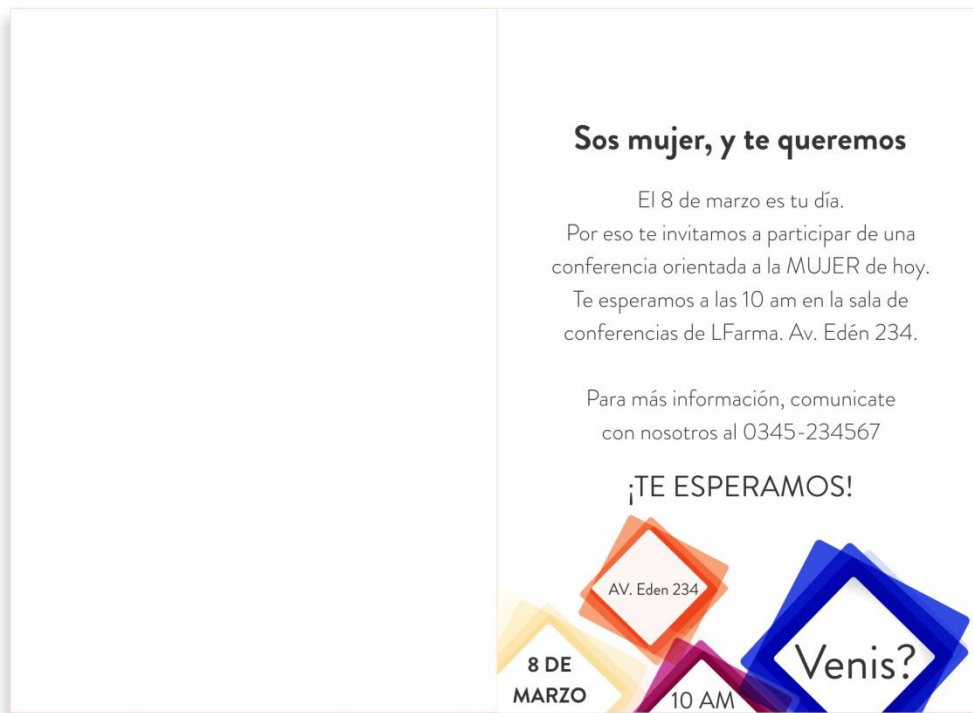 Sos mujer, y te queremos
El 8 de marzo es tu día.
Por eso te invitamos a participar de una
conferencia orientada a la MUJER de hoy.
Te esperamos a las 10 am en la sala de
conferencias de LFarma. Av. Edén 234.
Para más información, comunicate
con nosotros al 0345-234567
¡TE ESPERAMOS!
AV. Eden 234
Venis?
8 DE
MARZO
10 AM